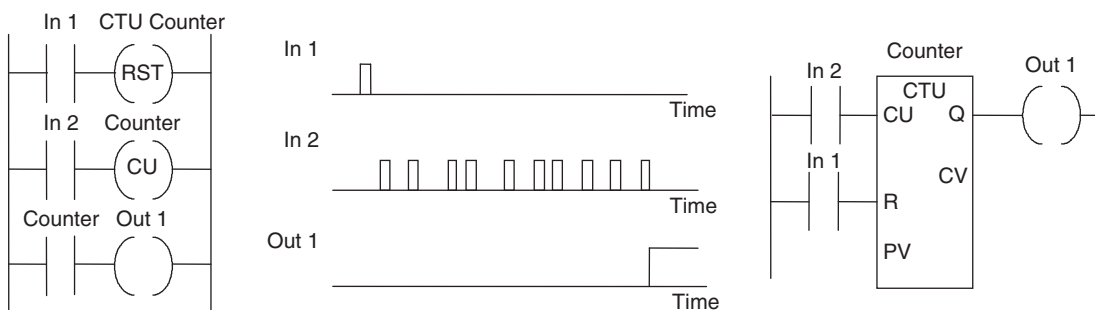 In 1 CTU Counter
RST
In 2 Counter
CU
Counter Out 1
In 1
Time
In 2
Time
Out 1
Time
Counter
In 2
CTU
Out 1
CU Q
In 1
CV
R
PV